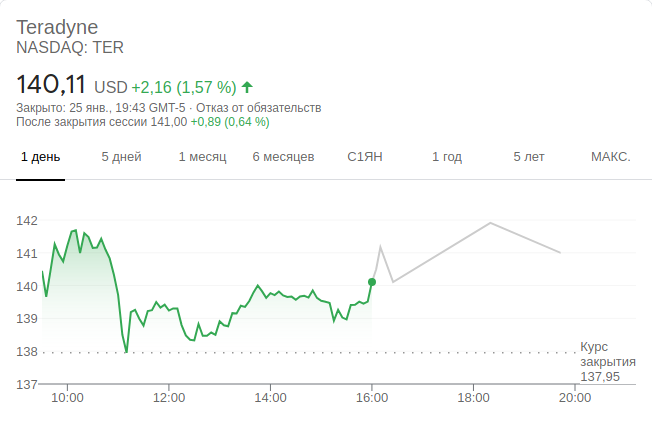 Teradyne
NASDAQ: TER
140,11 USD +2,16 (1,57 %)
Закрыто: 25 янв., 19:43 GMT-5 · Отказ от обязательств
После закрытия сессии 141,00 +0,89 (0,64 %)
1 день 5 дней 1 месяц 6 месяцев С1ЯН 1 год 5 лет МАКС.
142
141
140
139
138
137
Курс
закрытия
137,95
10:00 12:00 14:00 16:00 18:00 20:00